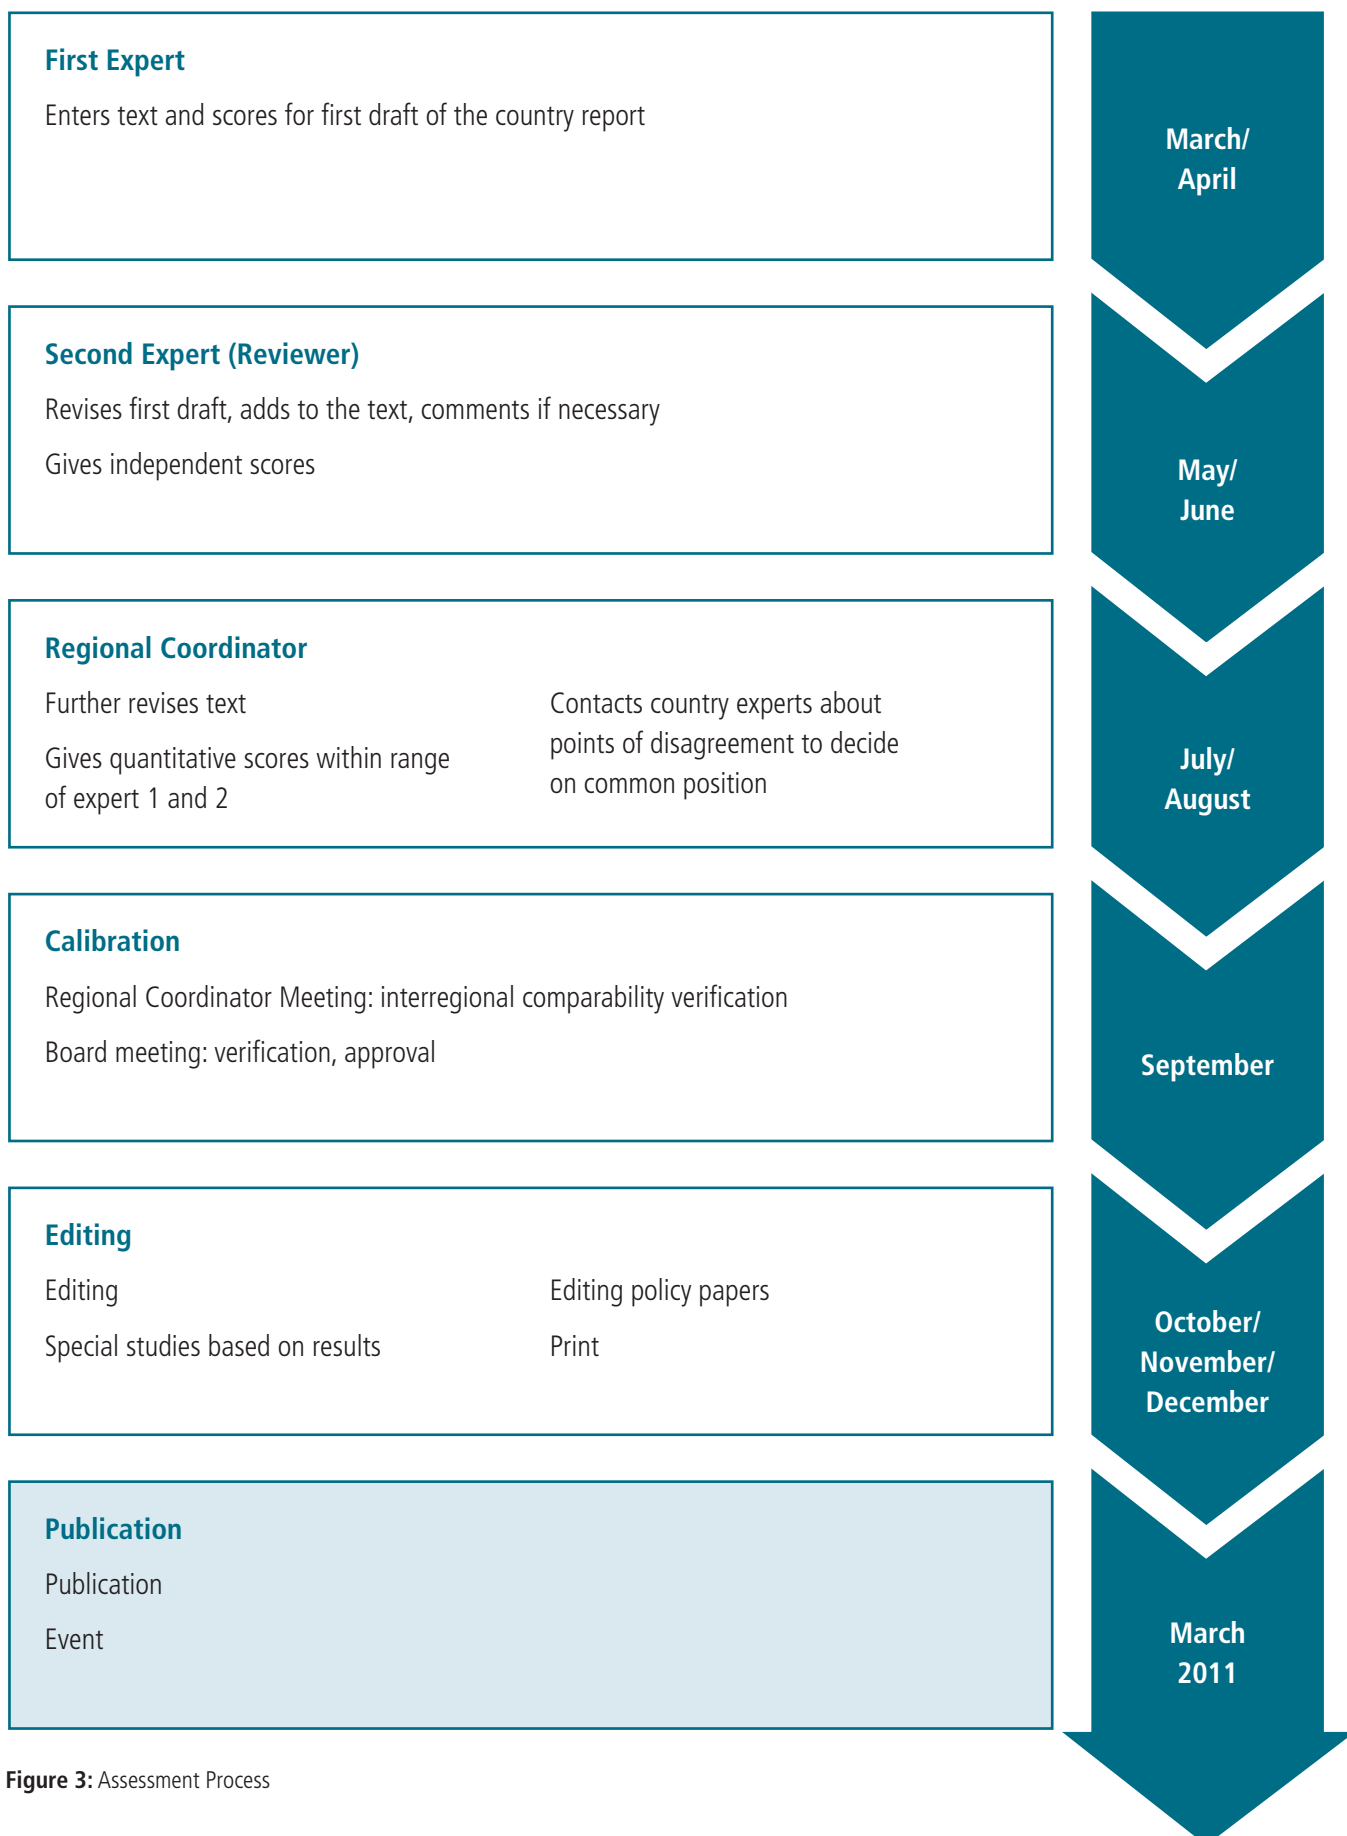 First Expert
Enters text and scores for first draft of the country report
March/
April
Second Expert (Reviewer)
Revises first draft, adds to the text, comments if necessary
Gives independent scores
May/
June
Regional Coordinator
Further revises text
Gives quantitative scores within range
of expert 1 and 2
Contacts country experts about
points of disagreement to decide
on common position
July/
August
Calibration
Regional Coordinator Meeting: interregional comparability verification
Board meeting: verification, approval
September
Editing
Editing
Special studies based on results
Editing policy papers
Print
October/
November/
December
Publication
Publication
Event
March
2011
Figure 3: Assessment Process